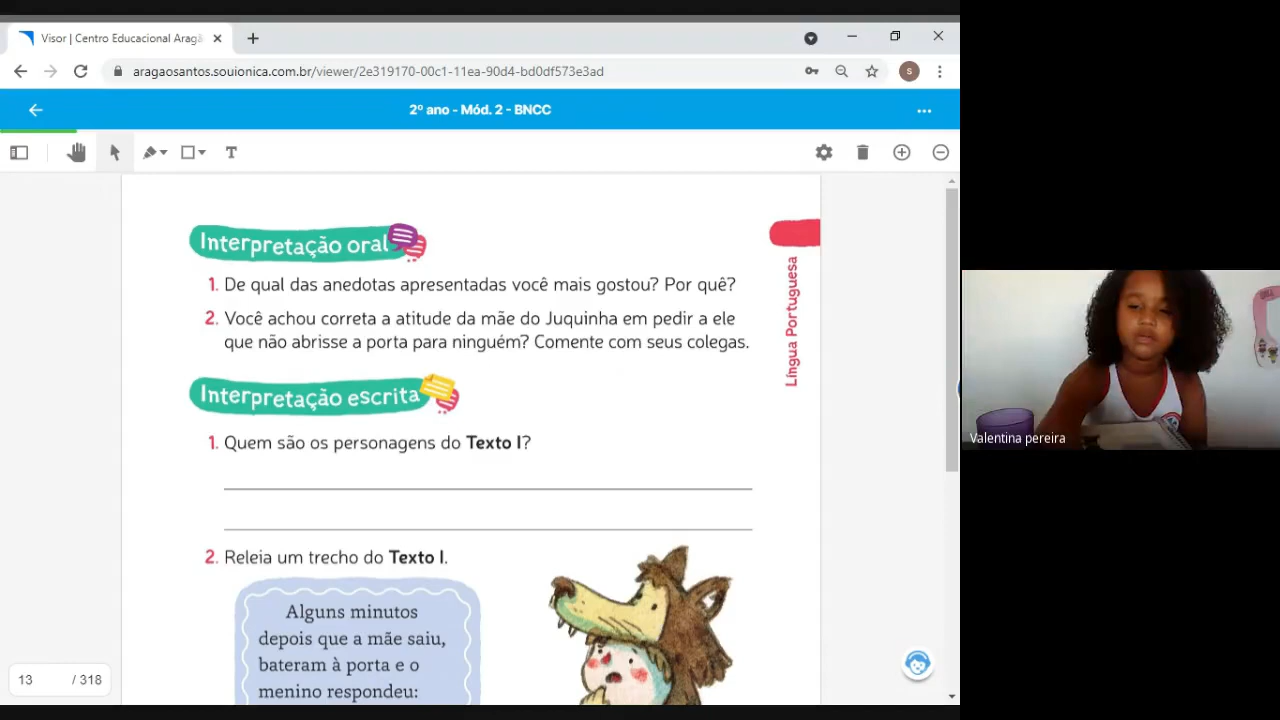 Visor | Centro Educacional Aragã
aragaosantos.souionica.com.br/viewer/2e319170-00c1-11ea-90d4-bd0df573e3ad
S
2º ano - Mód. 2 - BNCC
T
Interpretação oral
1. De qual das anedotas apresentadas você mais gostou? Por quê?
2. Você achou correta a atitude da mãe do Juquinha em pedir a ele
que não abrisse a porta para ninguém? Comente com seus colegas.
Língua Portuguesa
Interpretação escrita
1. Quem são os personagens do Texto I?
2. Releia um trecho do Texto I.
Alguns minutos
depois que a mãe saiu,
bateram à porta e o
menino respondeu:
13 / 318
Valentina pereira